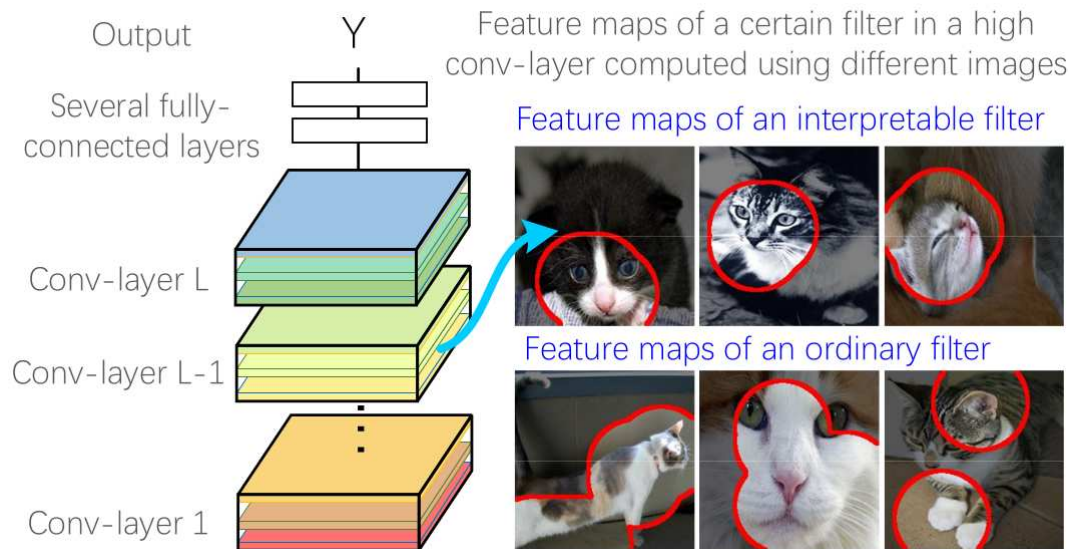 Output
Y
Several fully-
connected layers
Conv-layer L
Conv-layer L-1
Conv-layer 1
Feature maps of a certain filter in a high
conv-layer computed using different images
Feature maps of an interpretable filter
Feature maps of an ordinary filter